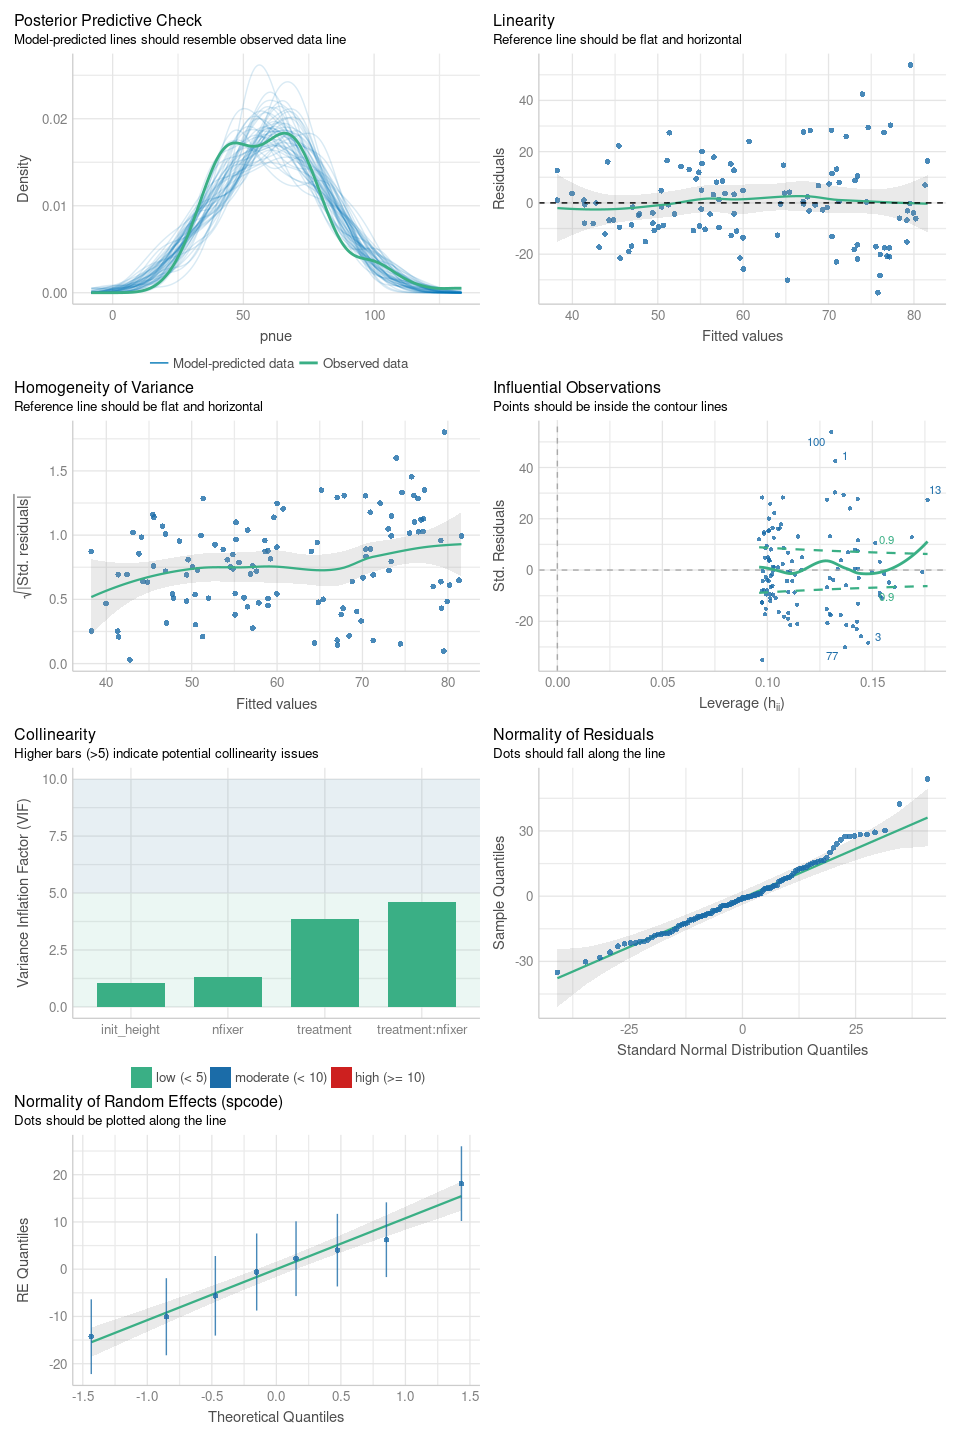 Posterior Predictive Check
Model-predicted lines should resemble observed data line
Density
0.02
0.01
0.00
0
50
100
pnue
Model-predicted data
Observed data
Linearity
Reference line should be flat and horizontal
Residuals
40
20
0
-20
40
50
60
70
80
Fitted values
Homogeneity of Variance
Reference line should be flat and horizontal
√|Std. residuals|
1.5
1.0
0.5
0.0
40
50
60
70
80
Fitted values
Influential Observations
Points should be inside the contour lines
Std. Residuals
40
20
0
-20
100
1
13
0.9
0.9
3
77
0.00
0.05
0.10
0.15
Leverage (hii)
Collinearity
Higher bars (>5) indicate potential collinearity issues
Variance Inflation Factor (VIF)
10.0
7.5
5.0
2.5
0.0
init_height
nfixer
treatment
treatment:nfixer
low (< 5)
moderate (< 10)
high (>= 10)
Normality of Residuals
Dots should fall along the line
Sample Quantiles
30
0
-30
-25
0
25
Standard Normal Distribution Quantiles
Normality of Random Effects (spcode)
Dots should be plotted along the line
RE Quantiles
20
10
0
-10
-20
-1.5
-1.0
-0.5
0.0
0.5
1.0
1.5
Theoretical Quantiles